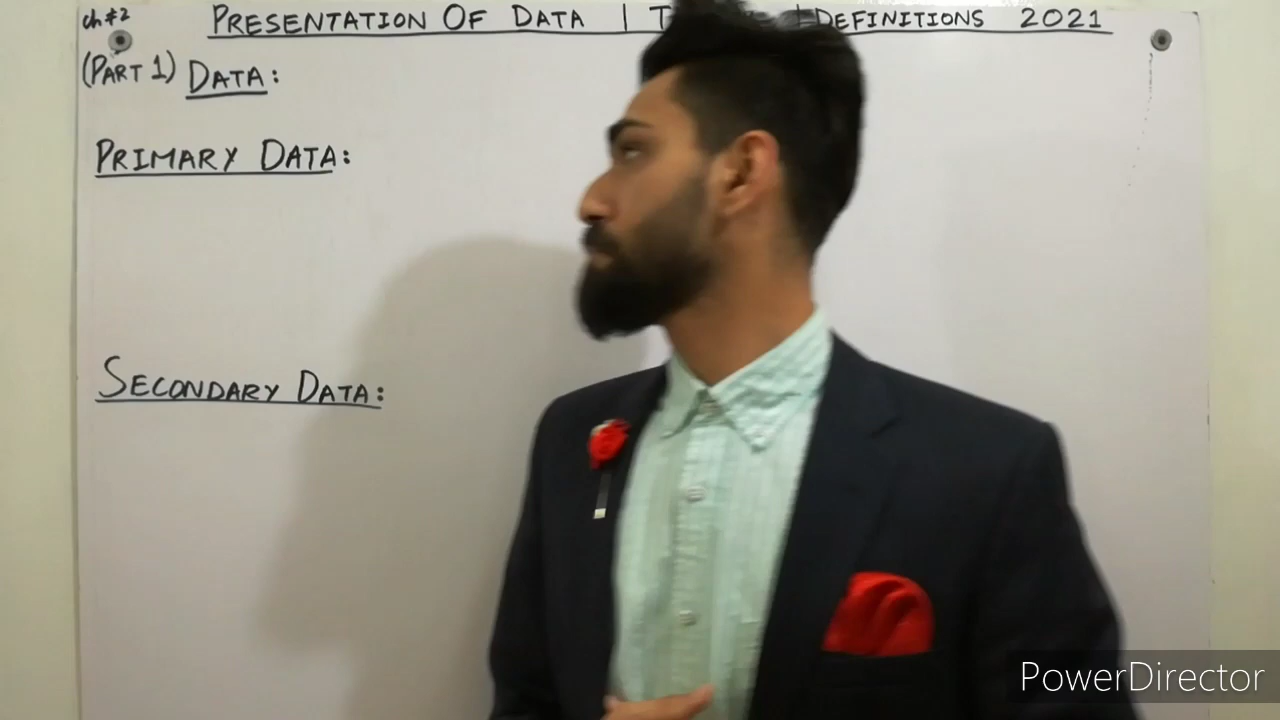 ch #2
PRESENTATION OF DATA | DEFINITIONS 2021
(PART 1) DATA:
PRIMARY DATA:
SECONDARY DATA:
PowerDirector